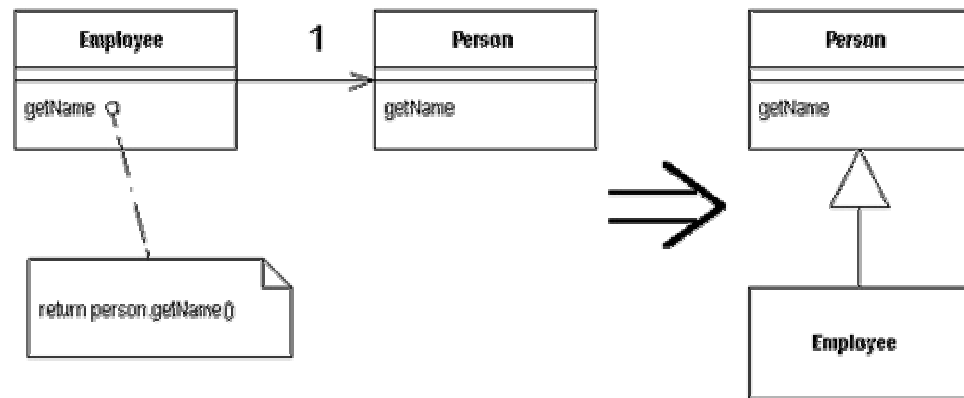 Employee
1
Person
getName
getName
return person.getName()
Person
getName
Employee